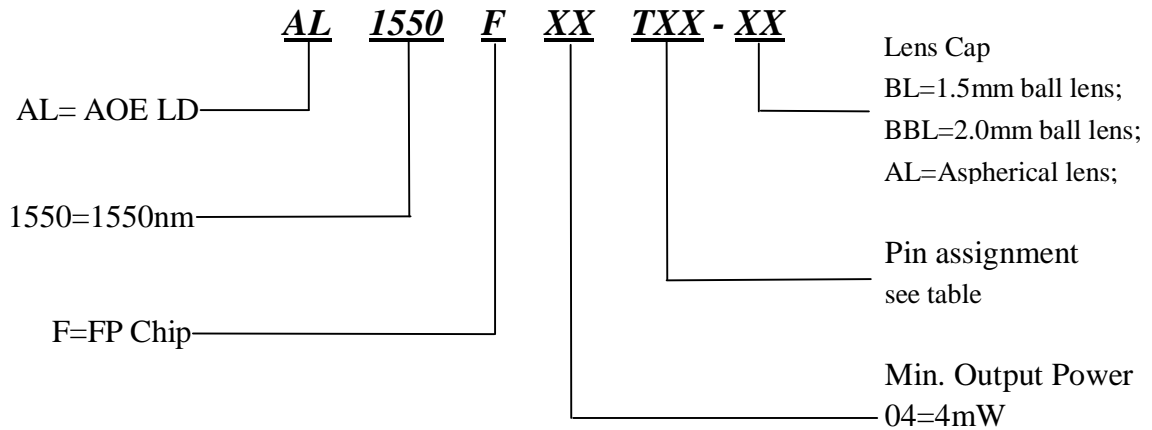 AL 1550 F XX TXX - XX
AL= AOE LD
1550=1550nm
F=FP Chip
Lens Cap
BL=1.5mm ball lens;
BBL=2.0mm ball lens;
AL=Aspherical lens;
Pin assignment
see table
Min. Output Power
04=4mW